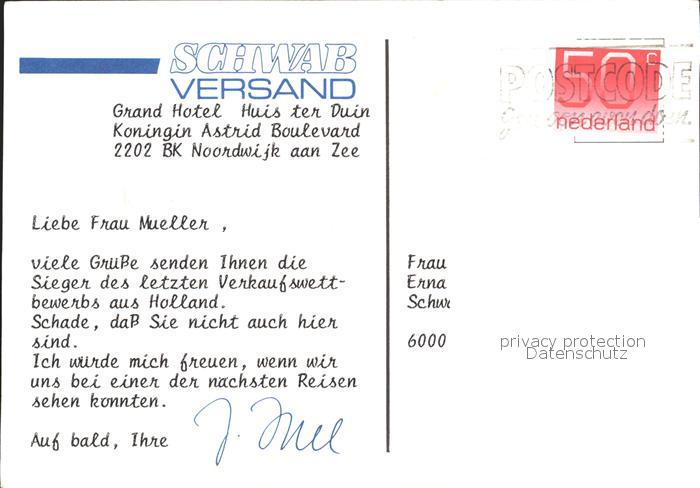 SCHWAB
VERSAND
Grand Hotel Huis ter Duin
Koningin Astrid Boulevard
2202 BK Noordwijk aan Zee
Liebe Frau Mueller ,
viele Grüße senden Ihnen die
Sieger des letzten Verkaufswett-
bewerbs aus Holland.
Schade, daß Sie nicht auch hier
sind.
Ich würde mich freuen, wenn wir
uns bei einer der nächsten Reisen
sehen könnten.
Auf bald, Ihre
50 c
nederland
POSTCODE
Frau
Erna
Schw
6000
privacy protection
Datenschutz